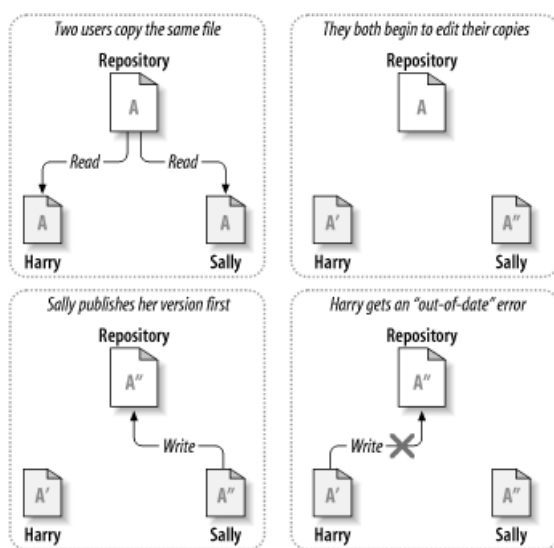 Two users copy the same file
Repository
A
Read
Read
A
A
Harry
Sally
They both begin to edit their copies
Repository
A
A'
A"
Harry
Sally
Sally publishes her version first
Repository
A"
Write
A'
A"
Harry
Sally
Harry gets an “out-of-date” error
Repository
A"
Write
A'
A"
Harry
Sally